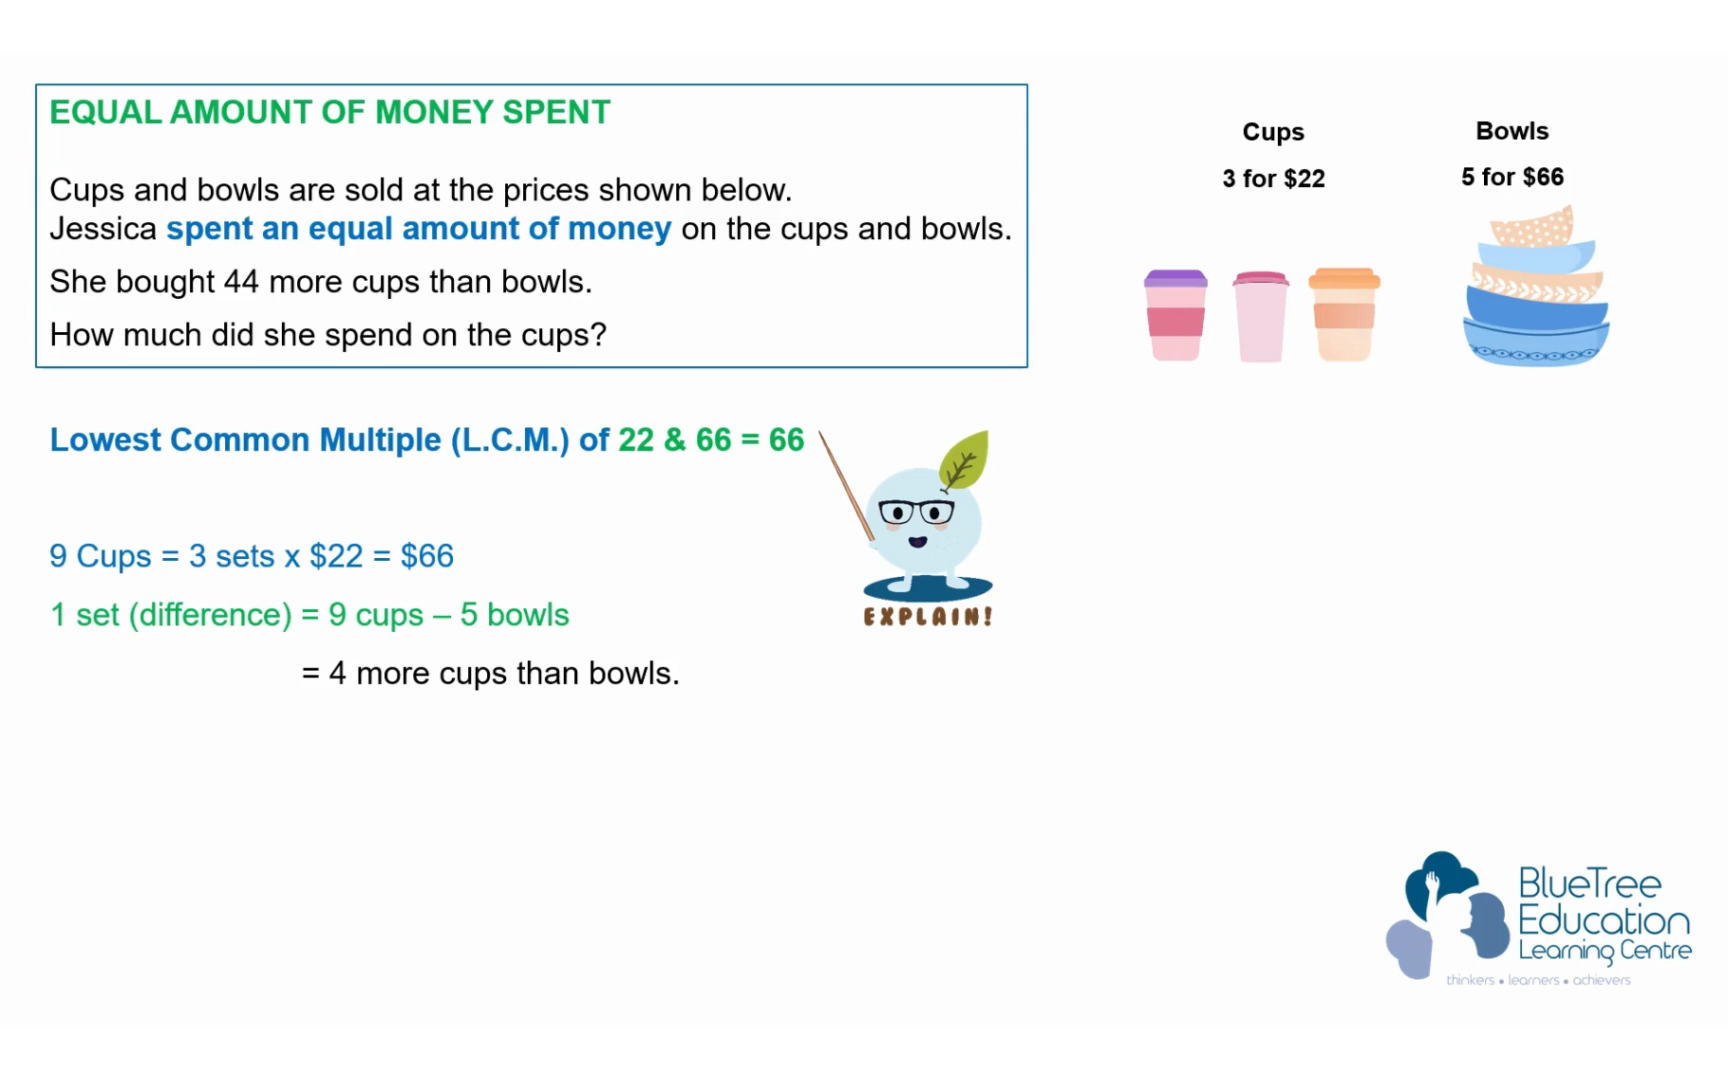 EQUAL AMOUNT OF MONEY SPENT
Cups and bowls are sold at the prices shown below.
Jessica spent an equal amount of money on the cups and bowls.
She bought 44 more cups than bowls.
How much did she spend on the cups?
Cups
3 for $22
Bowls
5 for $66
Lowest Common Multiple (L.C.M.) of 22 & 66 = 66
9 Cups = 3 sets x $22 = $66
1 set (difference) = 9 cups – 5 bowls
= 4 more cups than bowls.
EXPLAIN!
BlueTree
Education
Learning Centre
thinkers • learners • achievers